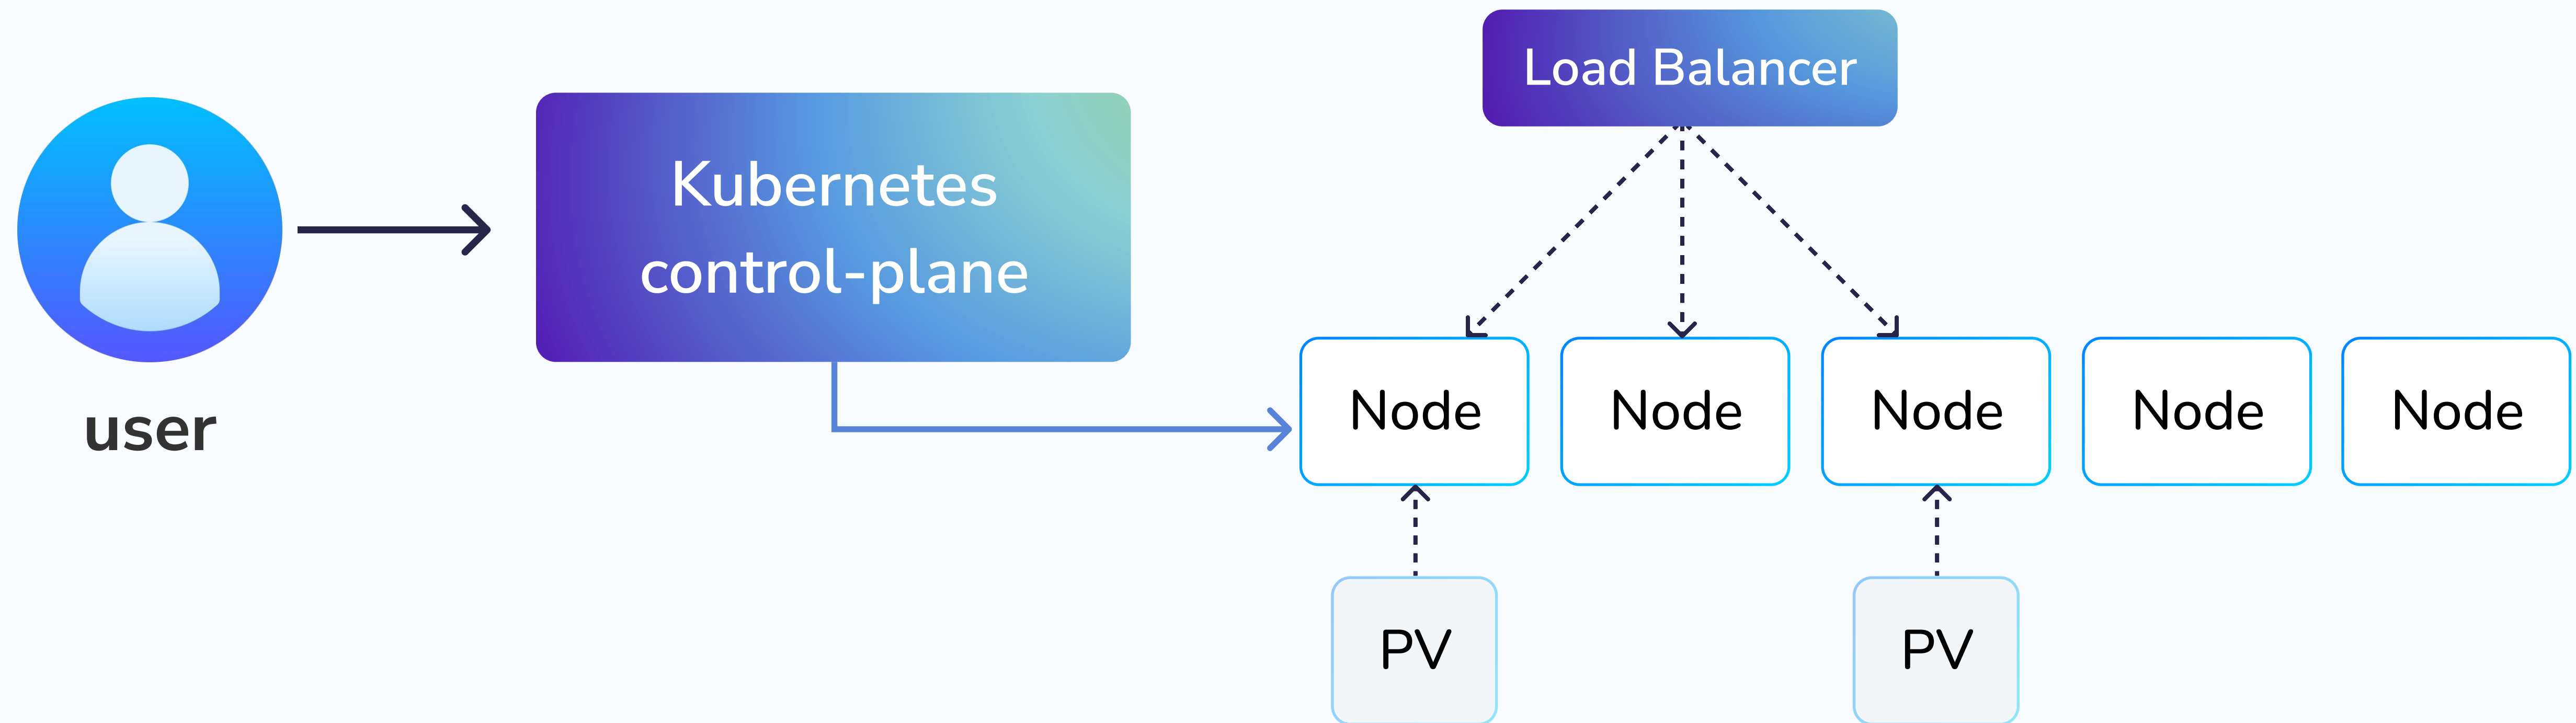 Load Balancer
Kubernetes
control-plane
user
Node
Node
Node
Node
Node
PV
PV